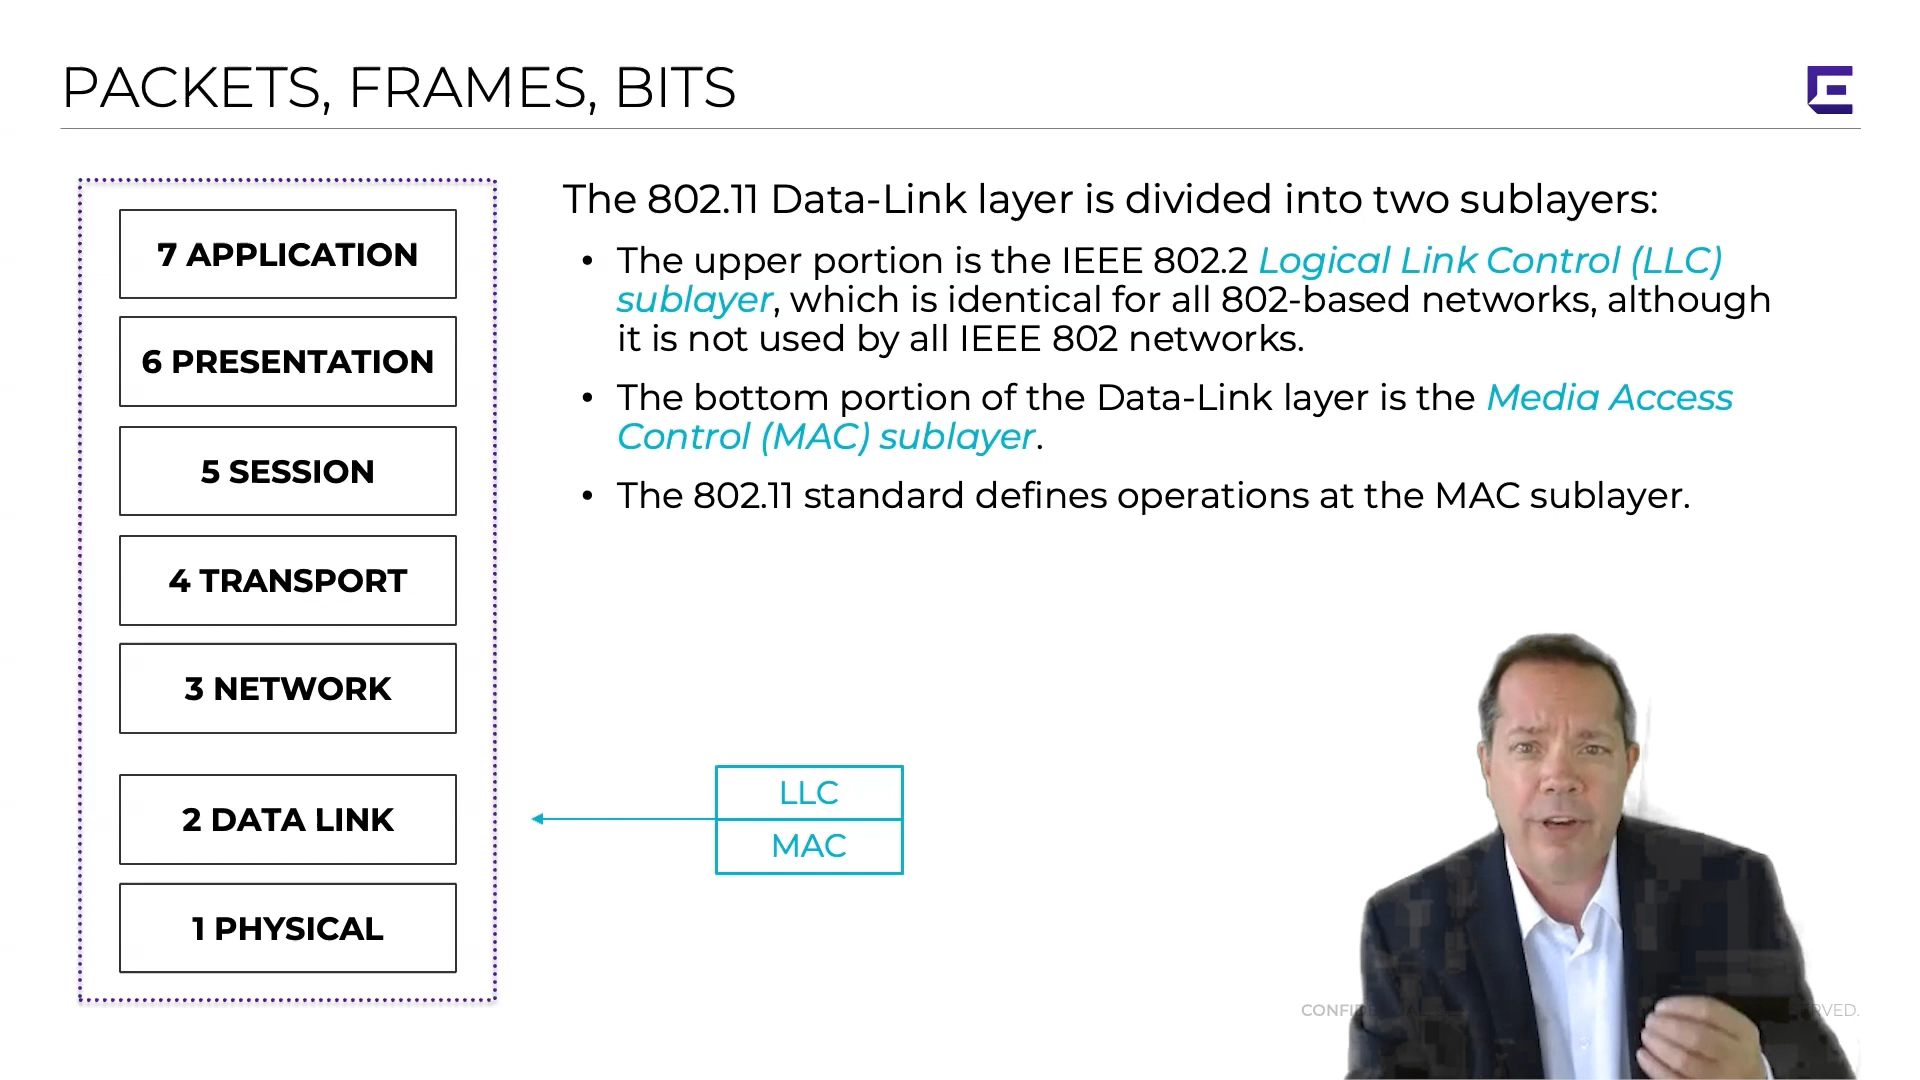 PACKETS, FRAMES, BITS
7 APPLICATION
6 PRESENTATION
5 SESSION
4 TRANSPORT
3 NETWORK
2 DATA LINK
1 PHYSICAL
The 802.11 Data-Link layer is divided into two sublayers:
• The upper portion is the IEEE 802.2 Logical Link Control (LLC)
sublayer, which is identical for all 802-based networks, although
it is not used by all IEEE 802 networks.
• The bottom portion of the Data-Link layer is the Media Access
Control (MAC) sublayer.
• The 802.11 standard defines operations at the MAC sublayer.
LLC
MAC